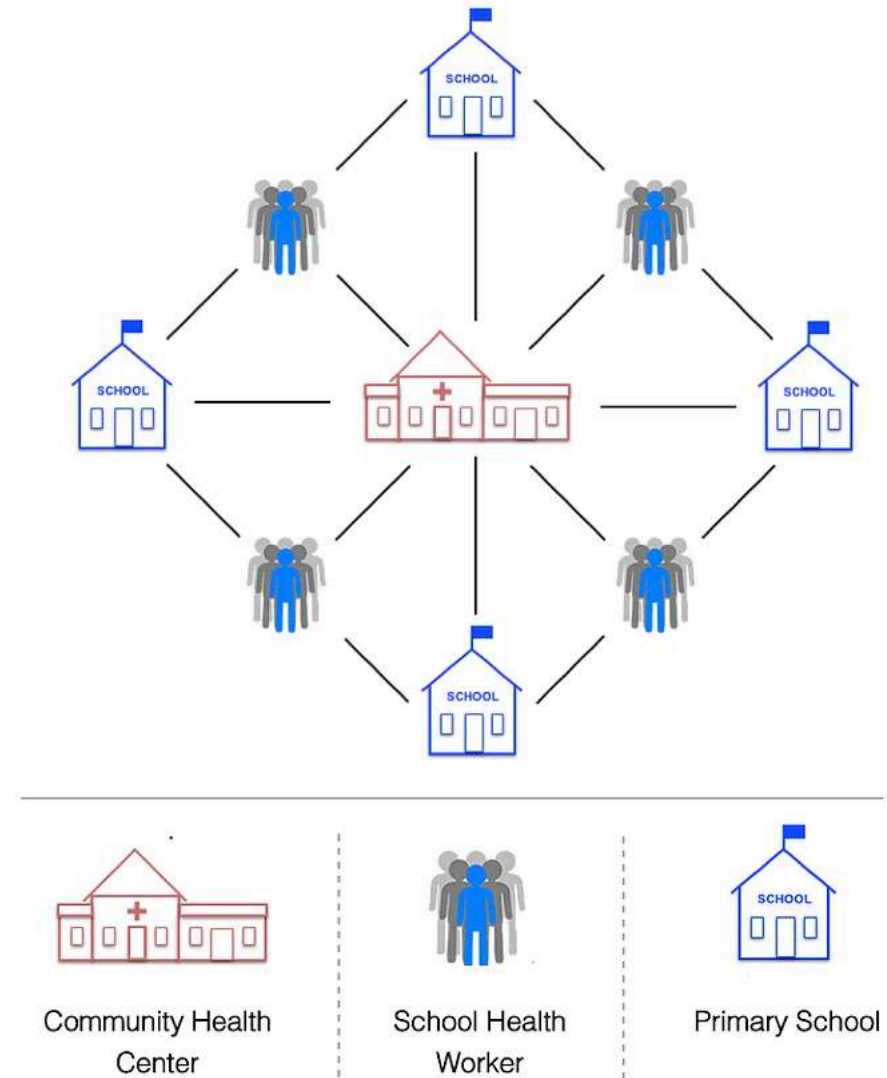 SCHOOL
SCHOOL
SCHOOL
SCHOOL
SCHOOL
Community Health
Center
School Health
Worker
Primary School